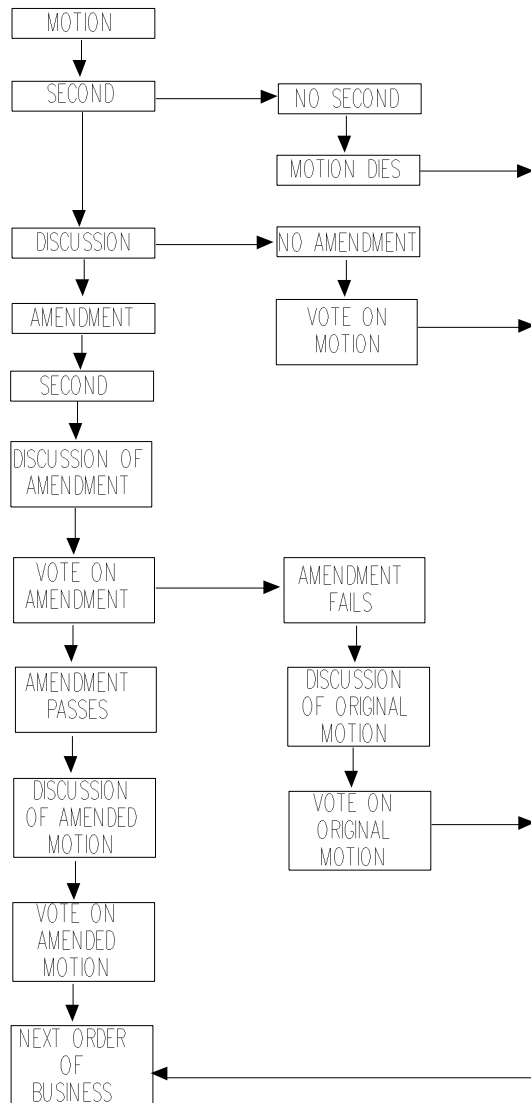 MOTION
SECOND
NO SECOND
MOTION DIES
DISCUSSION
NO AMENDMENT
AMENDMENT
VOTE ON
MOTION
SECOND
DISCUSSION OF
AMENDMENT
VOTE ON
AMENDMENT
AMENDMENT
FAILS
AMENDMENT
PASSES
DISCUSSION
OF ORIGINAL
MOTION
DISCUSSION
OF AMENDED
MOTION
VOTE ON
ORIGINAL
MOTION
VOTE ON
AMENDED
MOTION
NEXT ORDER
OF
BUSINESS